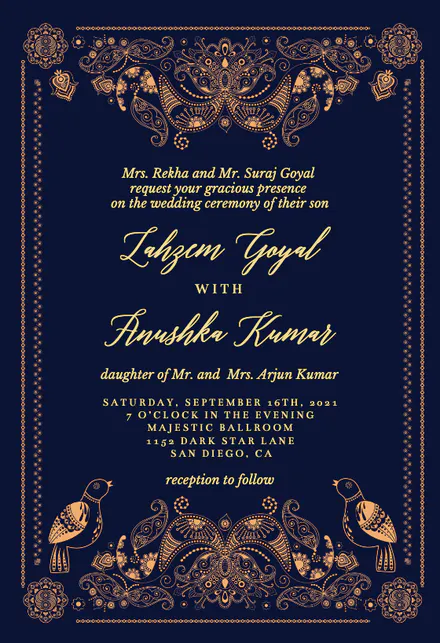 Mrs. Rekha and Mr. Suraj Goyal
request your gracious presence
on the wedding ceremony of their son
Lahzem Goyal
WITH
Anushka Kumar
daughter of Mr. and Mrs. Arjun Kumar
SATURDAY, SEPTEMBER 16TH, 2021
7 O'CLOCK IN THE EVENING
MAJESTIC BALLROOM
1152 DARK STAR LANE
SAN DIEGO, CA
reception to follow